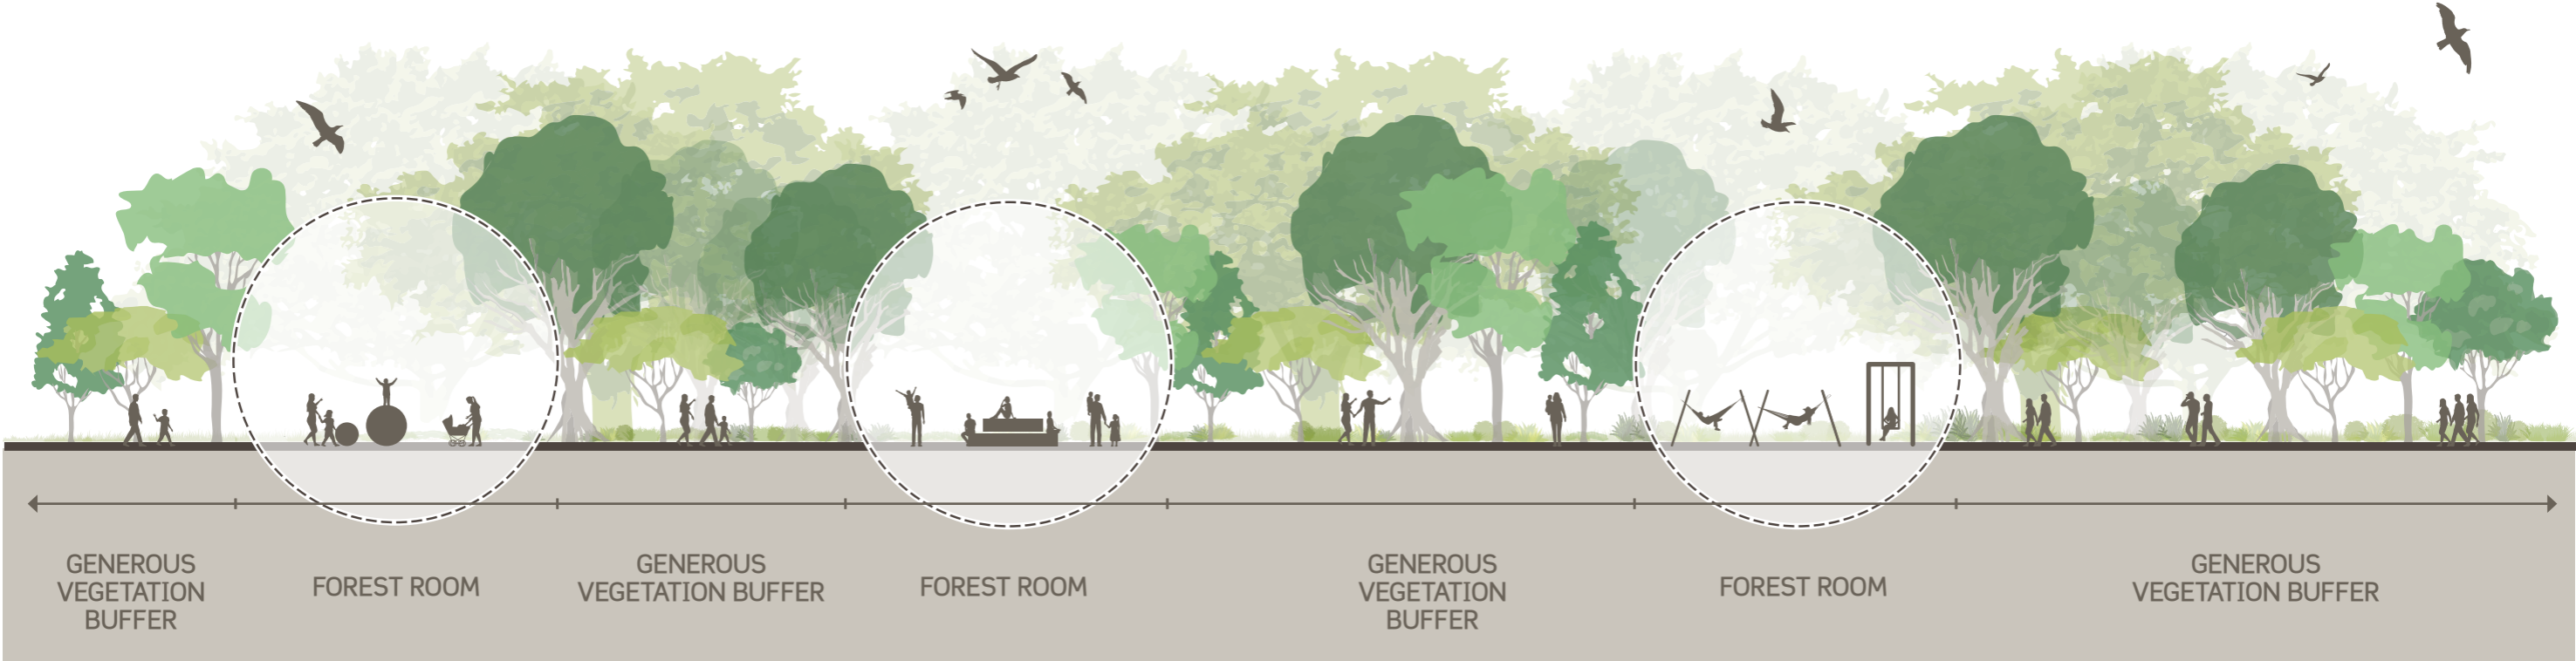 GENEROUS
VEGETATION
BUFFER
FOREST ROOM
GENEROUS
VEGETATION BUFFER
FOREST ROOM
GENEROUS
VEGETATION
BUFFER
FOREST ROOM
GENEROUS
VEGETATION BUFFER